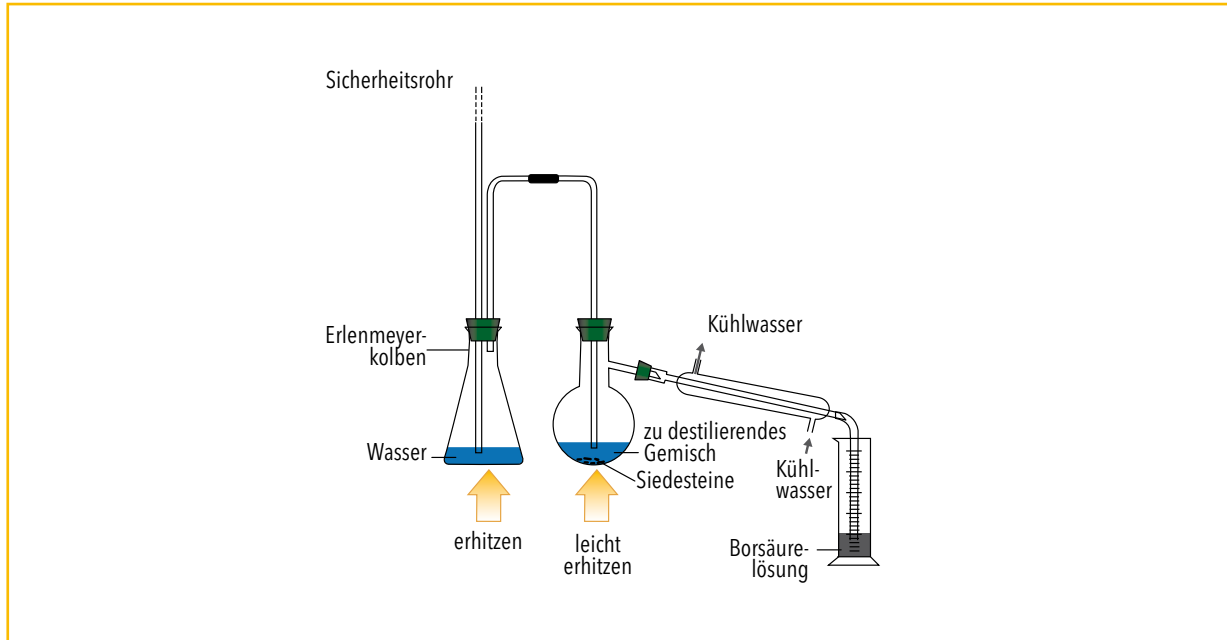 Sicherheitsrohr
Erlenmeyer-
kolben
Wasser
erhitzen
leicht
erhitzen
zu destilierendes
Gemisch
Siedesteine
Kühlwasser
Kühl-
wasser
Borsäure-
lösung